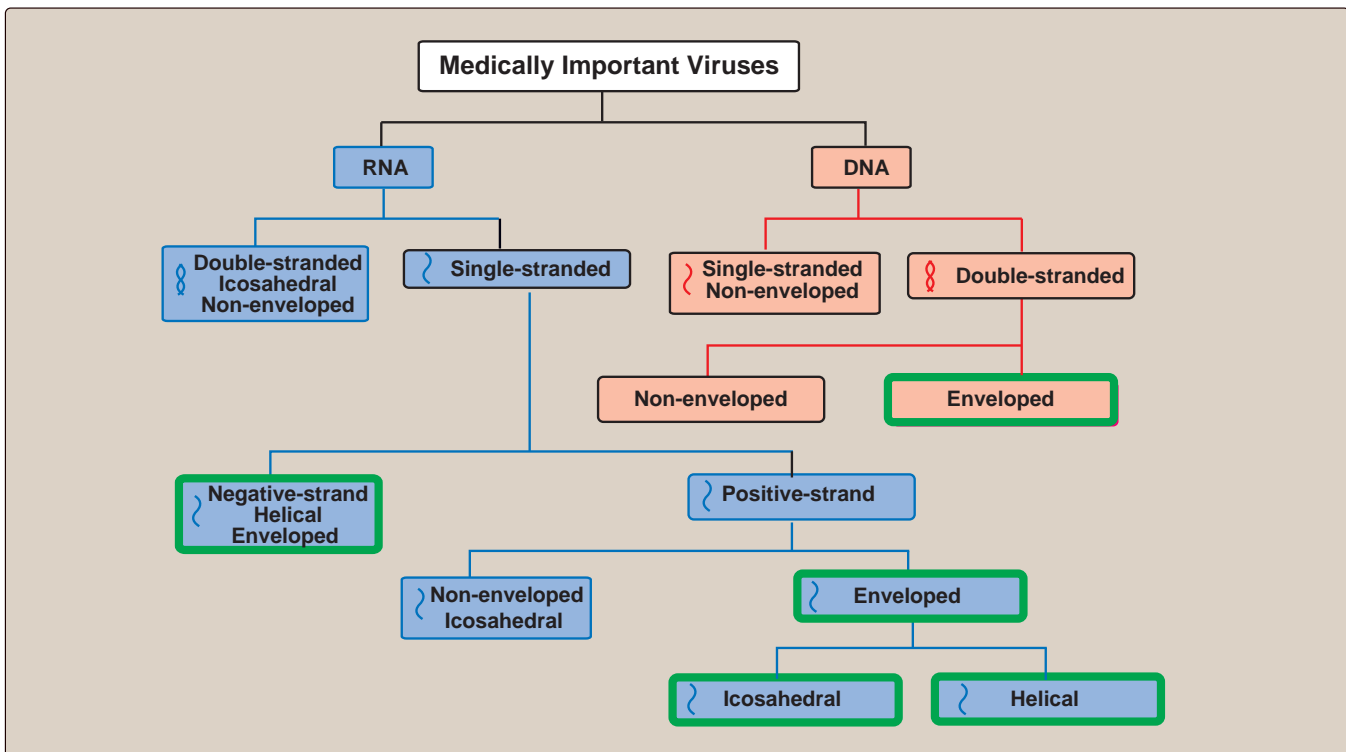 Medically Important Viruses
RNA
DNA
Double-stranded
Icosahedral
Non-enveloped
Single-stranded
Single-stranded
Non-enveloped
Double-stranded
Non-enveloped
Enveloped
Negative-strand
Helical
Enveloped
Positive-strand
Non-enveloped
Icosahedral
Enveloped
Icosahedral
Helical